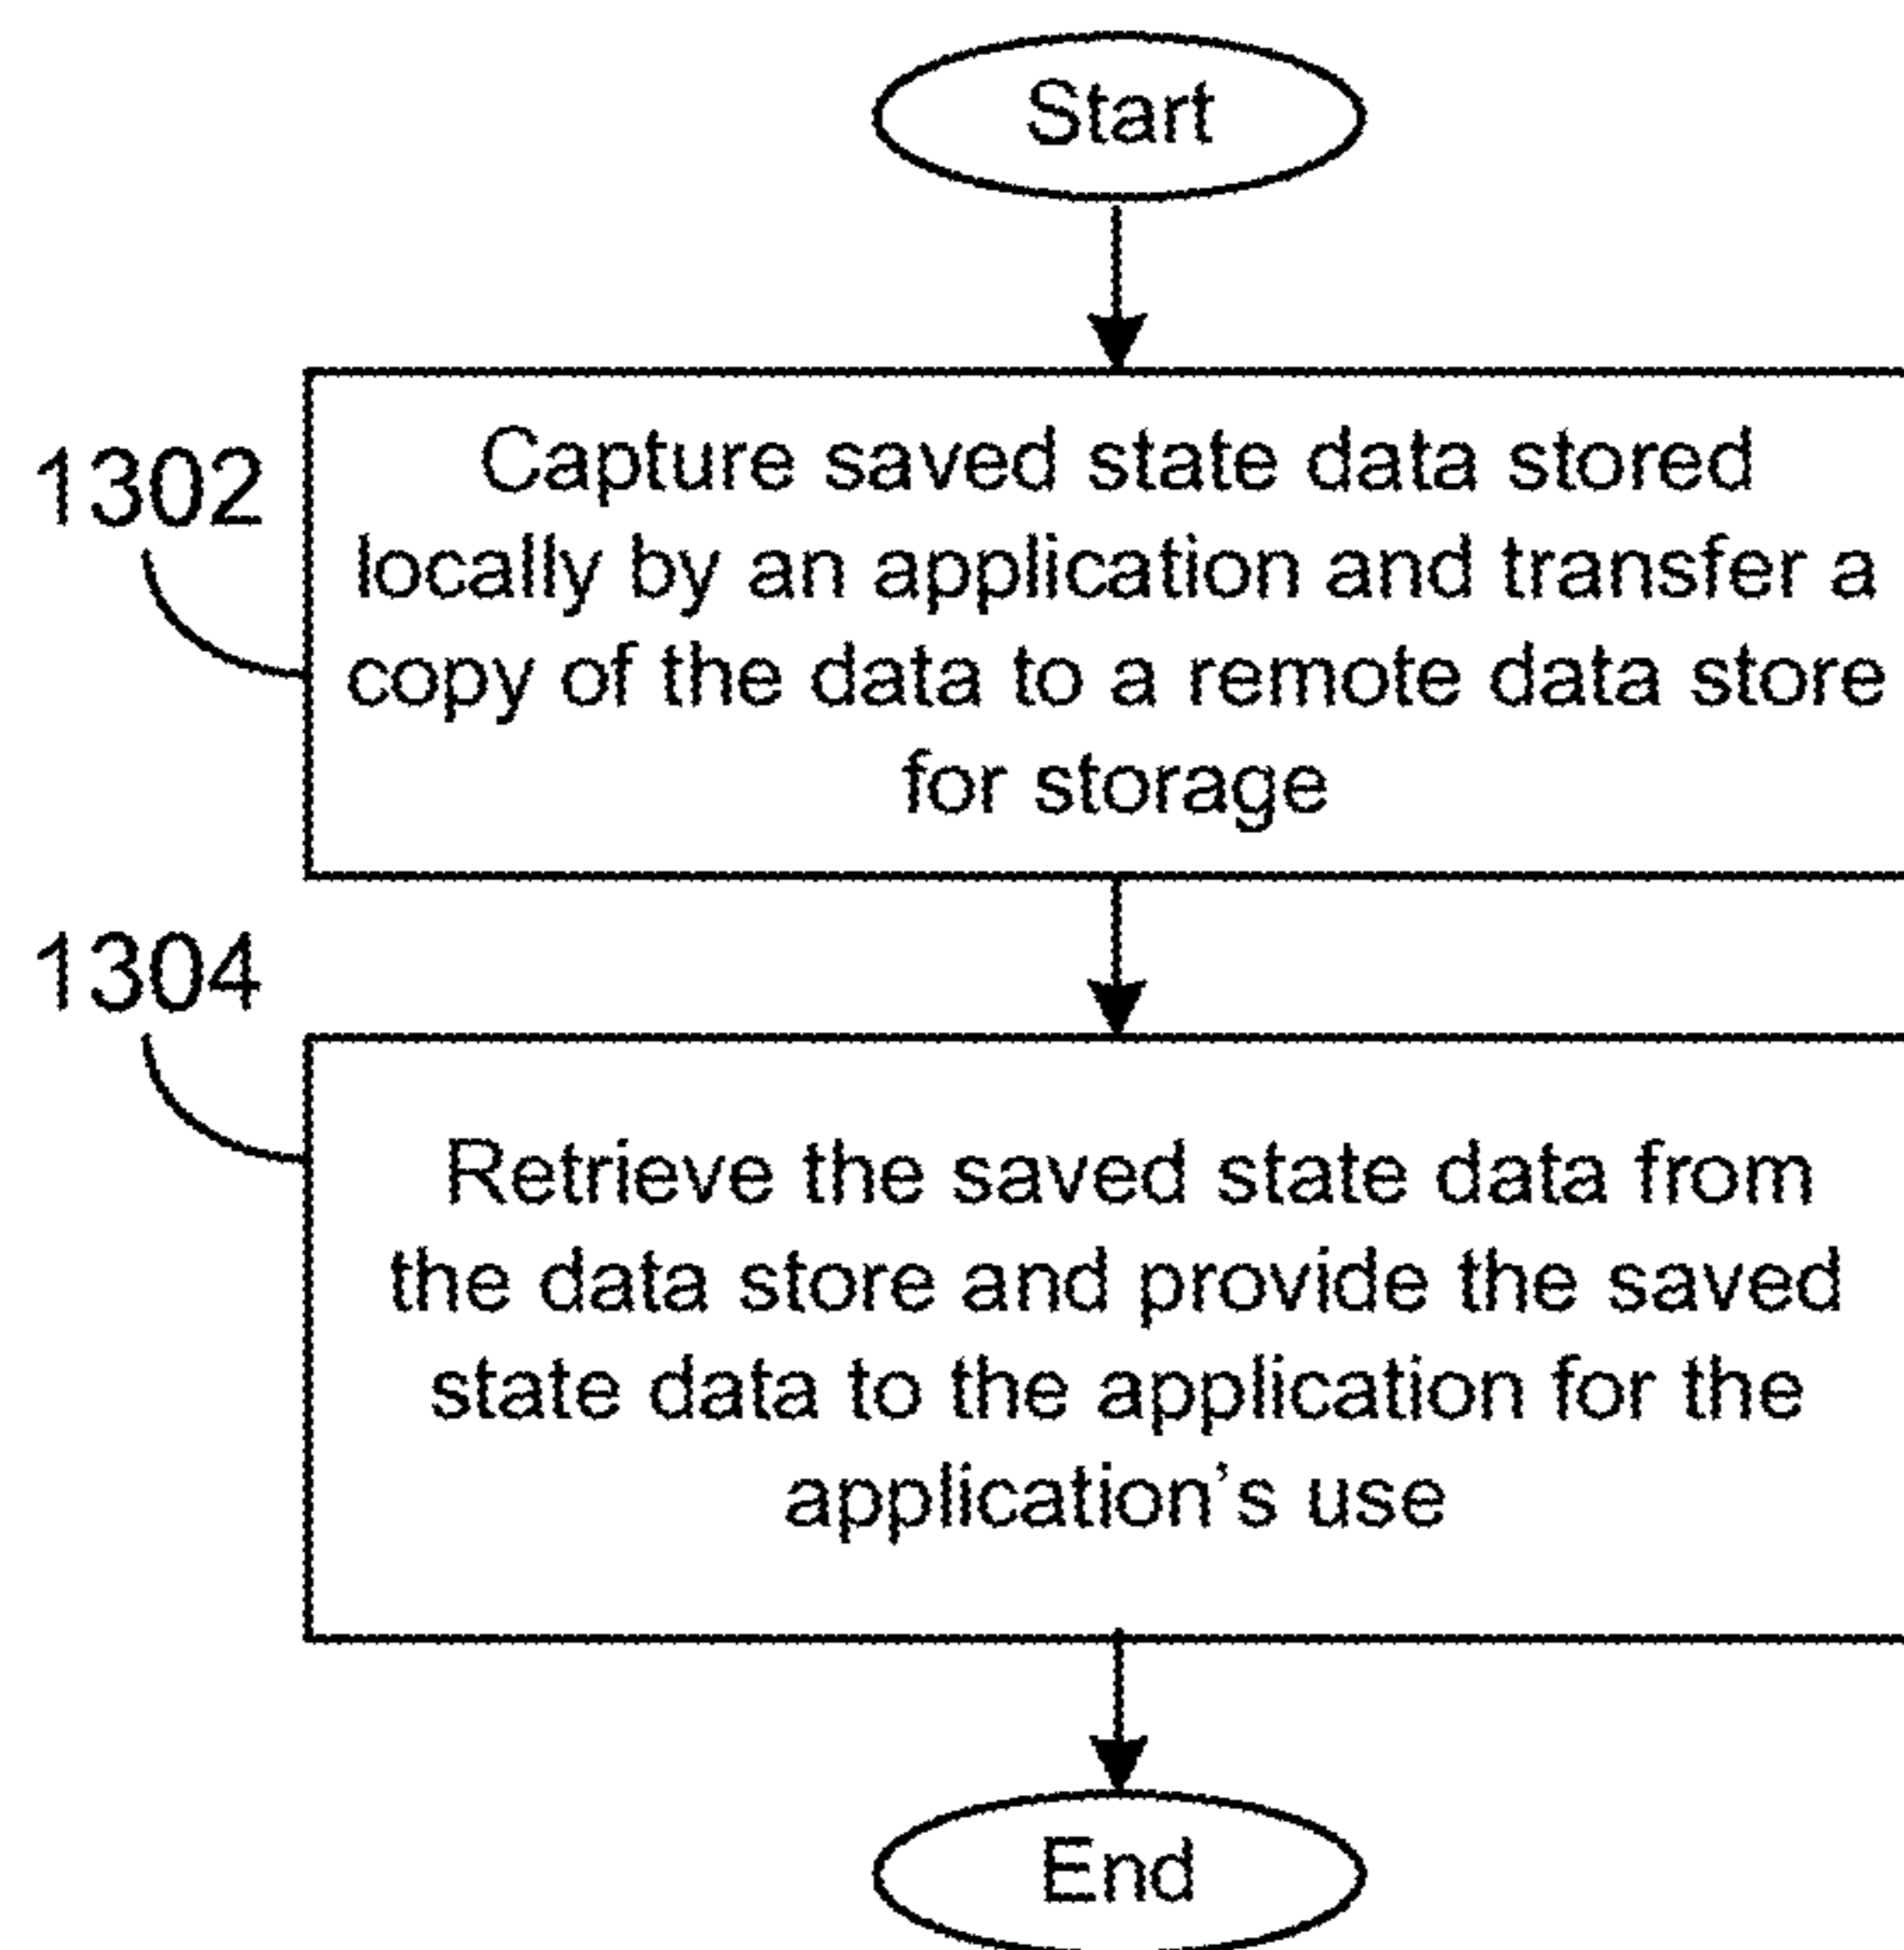 Start
1302
Capture saved state data stored
locally by an application and transfer a
copy of the data to a remote data store
for storage
1304
Retrieve the saved state data from
the data store and provide the saved
state data to the application for the
application's use
End